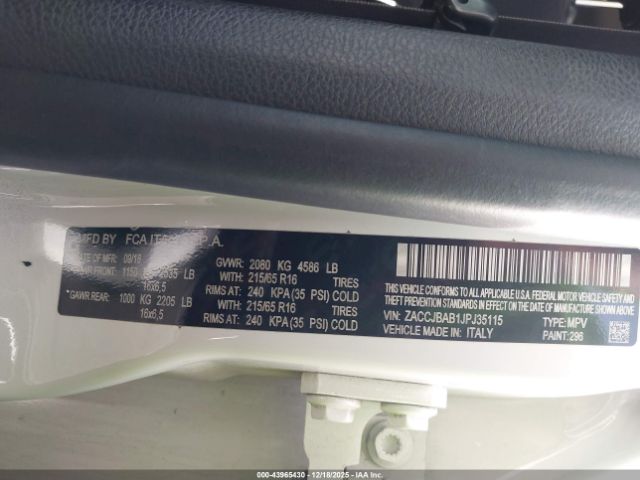 MFD BY FCA P.A.
DATE OF MFR: 09/18 GVWR: 2080 KG 4586 LB
GAWR FRONT: 1150 LB WITH: 215/65 R16 TIRES
16x6,5 RIMS AT: 240 KPA(35 PSI) COLD
*GAWR REAR: 1000 KG 2205 LB WITH: 215/65 R16 TIRES
16x6,5 RIMS AT: 240 KPA(35 PSI) COLD
THIS VEHICLE CONFORMS TO ALL APPLICABLE U.S.A. FEDERAL MOTOR VEHICLE SAFETY, BUMPER, AND
THEFT PREVENTION STANDARDS IN EFFECT ON THE DATE OF MANUFACTURE SHOWN ABOVE
VIN: ZACCJBAB1JPJ35115 TYPE: MPV
VEHICLE MADE IN: ITALY PAINT: 296
000-43965430 - 12/18/2025 - IAA Inc.